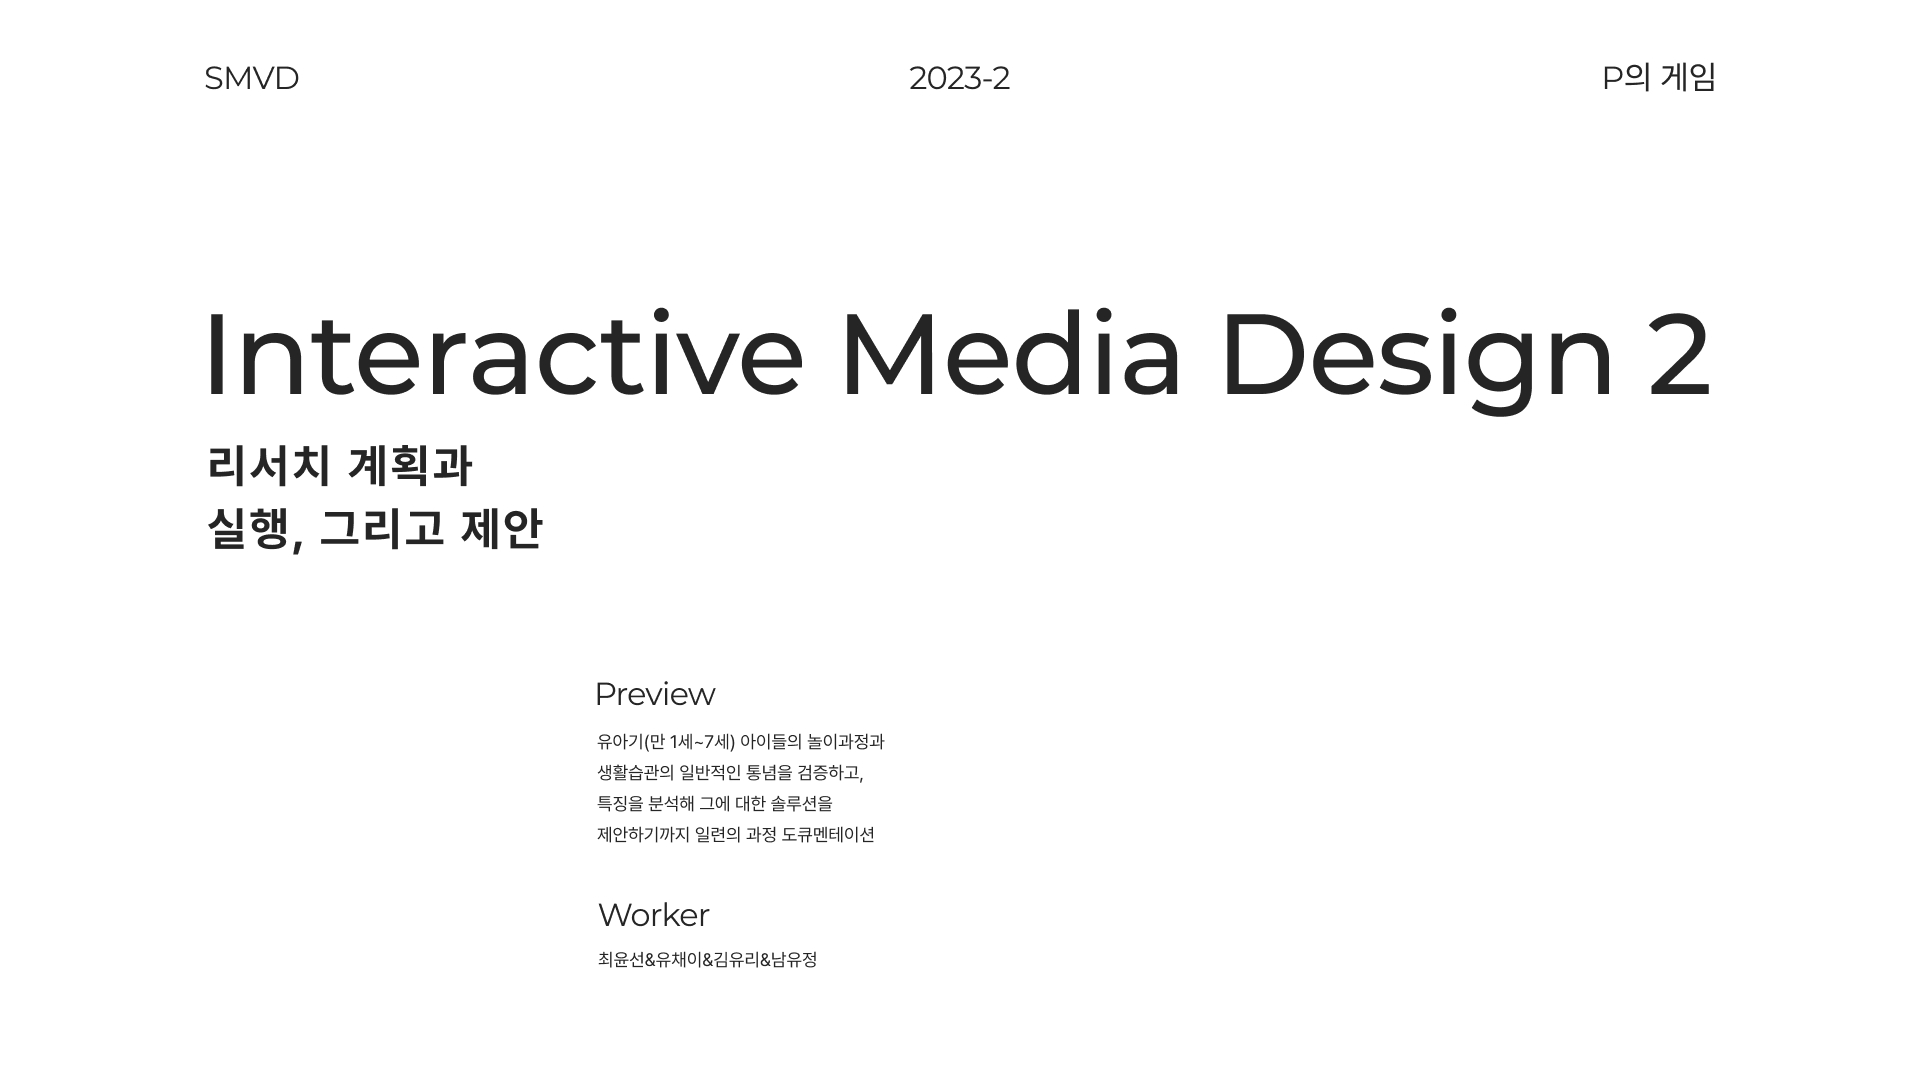 SMVD
2023-2
P의 게임
Interactive Media Design 2
리서치 계획과
실행, 그리고 제안
Preview
유아기(만 1세~7세) 아이들의 놀이과정과
생활습관의 일반적인 통념을 검증하고,
특징을 분석해 그에 대한 솔루션을
제안하기까지 일련의 과정 도큐멘테이션
Worker
최윤선&유채이&김유리&남유정